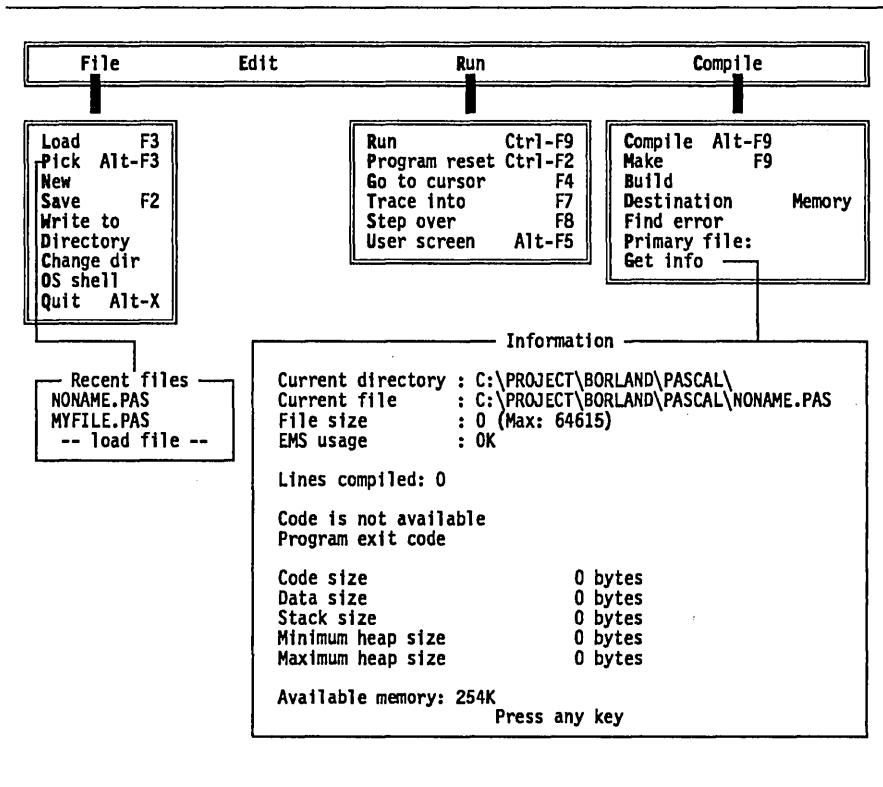 File Edit Run Compile
Load F3
Pick Alt-F3
New
Save F2
Write to
Directory
Change dir
OS shell
Quit Alt-X
Run Ctrl-F9
Program reset Ctrl-F2
Go to cursor F4
Trace into F7
Step over F8
User screen Alt-F5
Compile Alt-F9
Make F9
Build
Destination Memory
Find error
Primary file:
Get info
Recent files
NONAME.PAS
MYFILE.PAS
-- load file --
Information
Current directory : C:\PROJECT\BORLAND\PASCAL\
Current file : C:\PROJECT\BORLAND\PASCAL\NONAME.PAS
File size : 0 (Max: 64615)
EMS usage : OK
Lines compiled: 0
Code is not available
Program exit code
Code size 0 bytes
Data size 0 bytes
Stack size 0 bytes
Minimum heap size 0 bytes
Maximum heap size 0 bytes
Available memory: 254K
Press any key